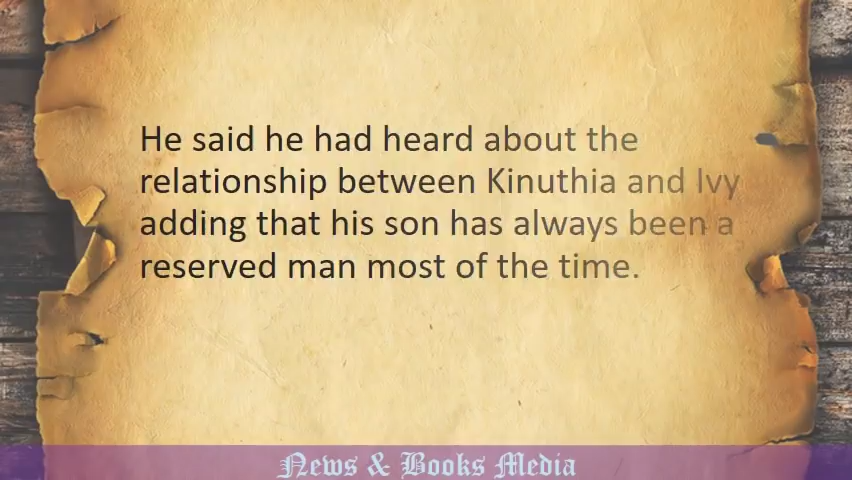 He said he had heard about the
relationship between Kinuthia and Ivy
adding that his son has always been a
reserved man most of the time.
News & Books Media